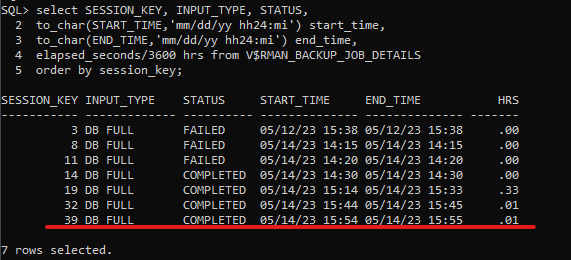 SQL> select SESSION_KEY, INPUT_TYPE, STATUS,
2 to_char(START_TIME,'mm/dd/yy hh24:mi') start_time,
3 to_char(END_TIME,'mm/dd/yy hh24:mi') end_time,
4 elapsed_seconds/3600 hrs from V$RMAN_BACKUP_JOB_DETAILS
5 order by session_key;
SESSION_KEY INPUT_TYPE STATUS START_TIME END_TIME HRS
----------- ------------- ---------- -------------- -------------- -------
3 DB FULL FAILED 05/12/23 15:38 05/12/23 15:38 .00
8 DB FULL FAILED 05/14/23 14:15 05/14/23 14:15 .00
11 DB FULL FAILED 05/14/23 14:20 05/14/23 14:20 .00
14 DB FULL COMPLETED 05/14/23 14:30 05/14/23 14:30 .00
19 DB FULL COMPLETED 05/14/23 15:14 05/14/23 15:33 .33
32 DB FULL COMPLETED 05/14/23 15:44 05/14/23 15:45 .01
39 DB FULL COMPLETED 05/14/23 15:54 05/14/23 15:55 .01
7 rows selected.